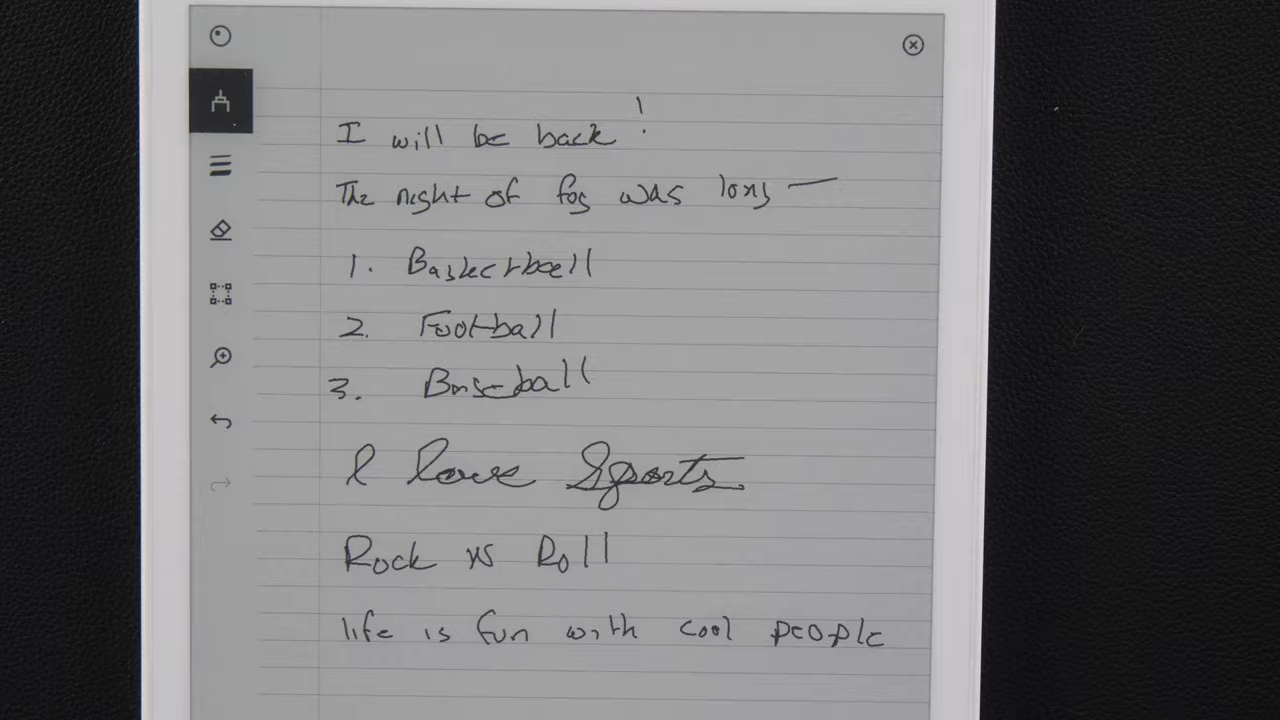 I will be back!
The night of fog was long —
1. Basketball
2. Football
3. Baseball
I love Sports.
Rock vs Roll
life is fun with cool people